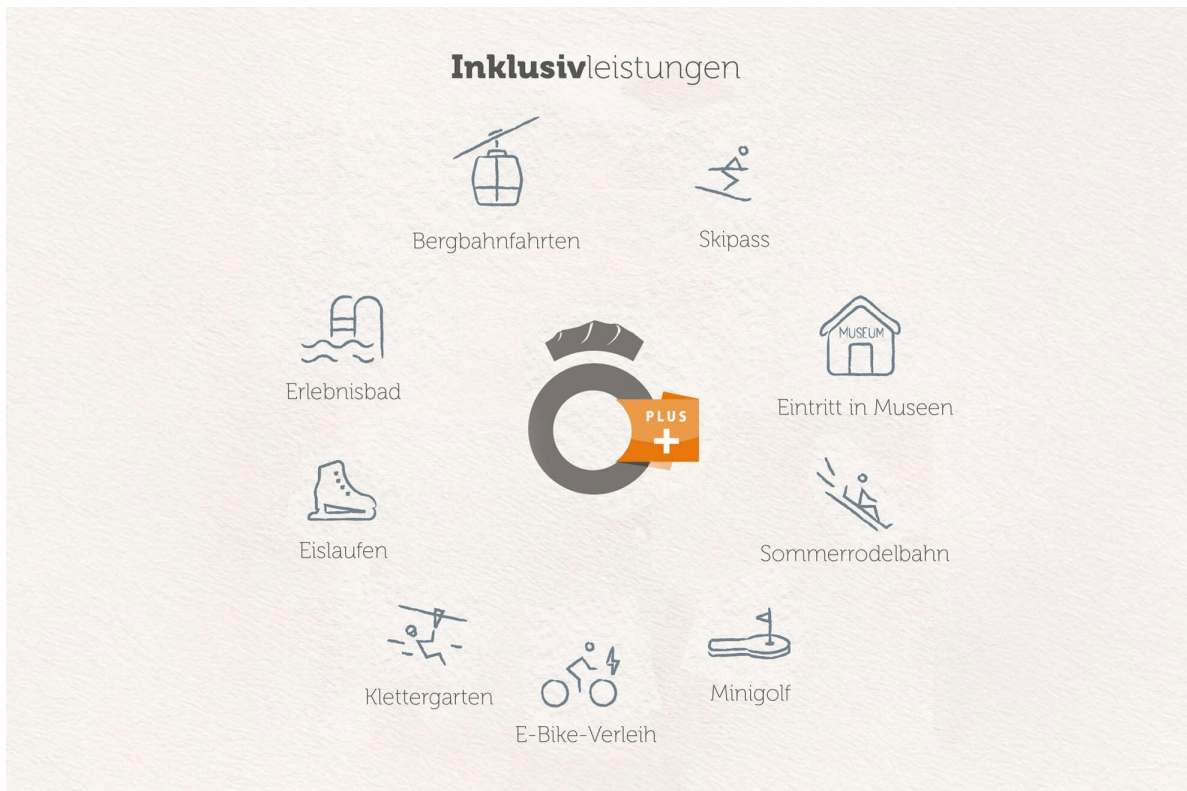 Inklusivleistungen
Bergbahnfahrten
Skipass
Erlebnisbad
MUSEUM
Eintritt in Museen
PLUS
+
Eislaufen
Sommerrodelbahn
Klettergarten
E-Bike-Verleih
Minigolf